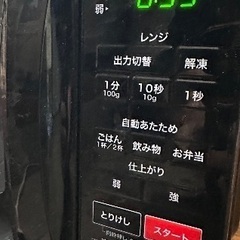 弱
レンジ
出力切替 解凍
1分 10秒 1秒
100g 10g
自動あたため
ごはん 飲み物 お弁当
1杯/2杯
仕上がり
弱 強
とりけし スタート